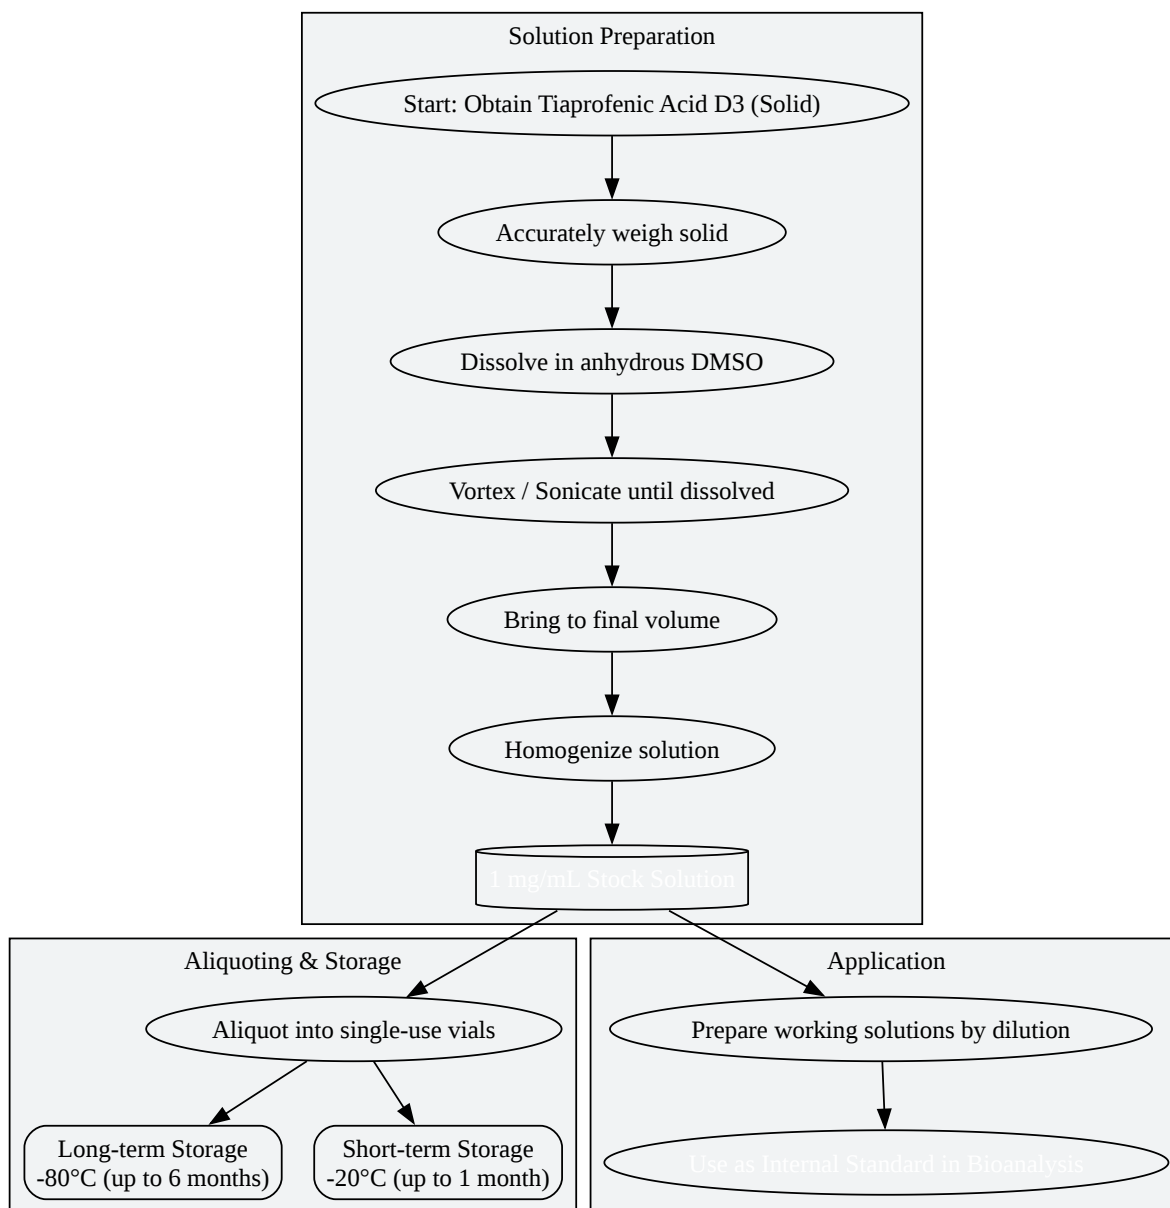 Solution Preparation
Start: Obtain Tiaprofenic Acid D3 (Solid)
Accurately weigh solid
Dissolve in anhydrous DMSO
Vortex / Sonicate until dissolved
Bring to final volume
Homogenize solution
1 mg/mL Stock Solution
Aliquoting & Storage
Aliquot into single-use vials
Long-term Storage
-80°C (up to 6 months)
Short-term Storage
-20°C (up to 1 month)
Application
Prepare working solutions by dilution
Use as Internal Standard in Bioanalysis